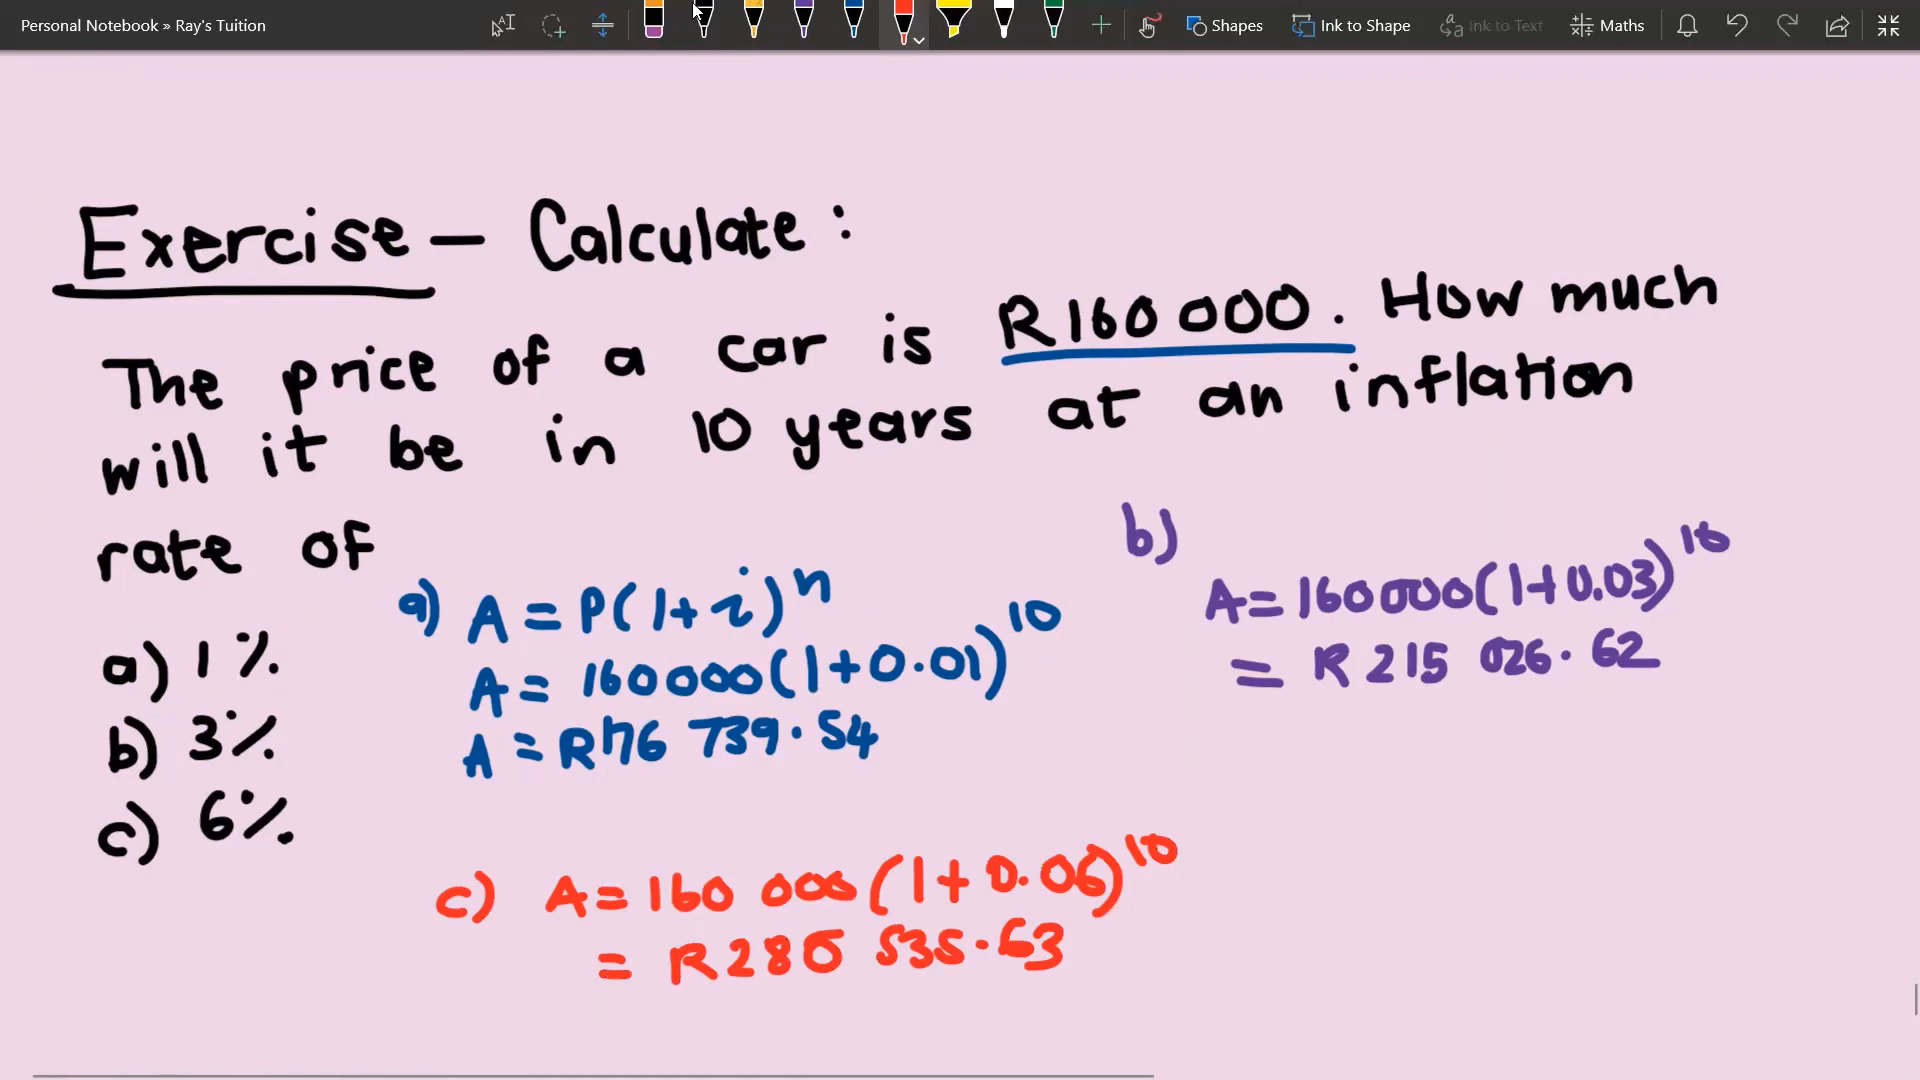 Personal Notebook » Ray's Tuition
Shapes
Ink to Shape
Ink to Text
Maths
Exercise – Calculate :
The price of a car is R160 000. How much
will it be in 10 years at an inflation
rate of
a) 1%
b) 3%
c) 6%
a) A = P(1+i)^n
A = 160000(1+0.01)^10
A = R176 739.54
b)
A = 160000(1+0.03)^10
= R 215 026.62
c) A = 160 000(1+0.06)^10
= R280 535.63